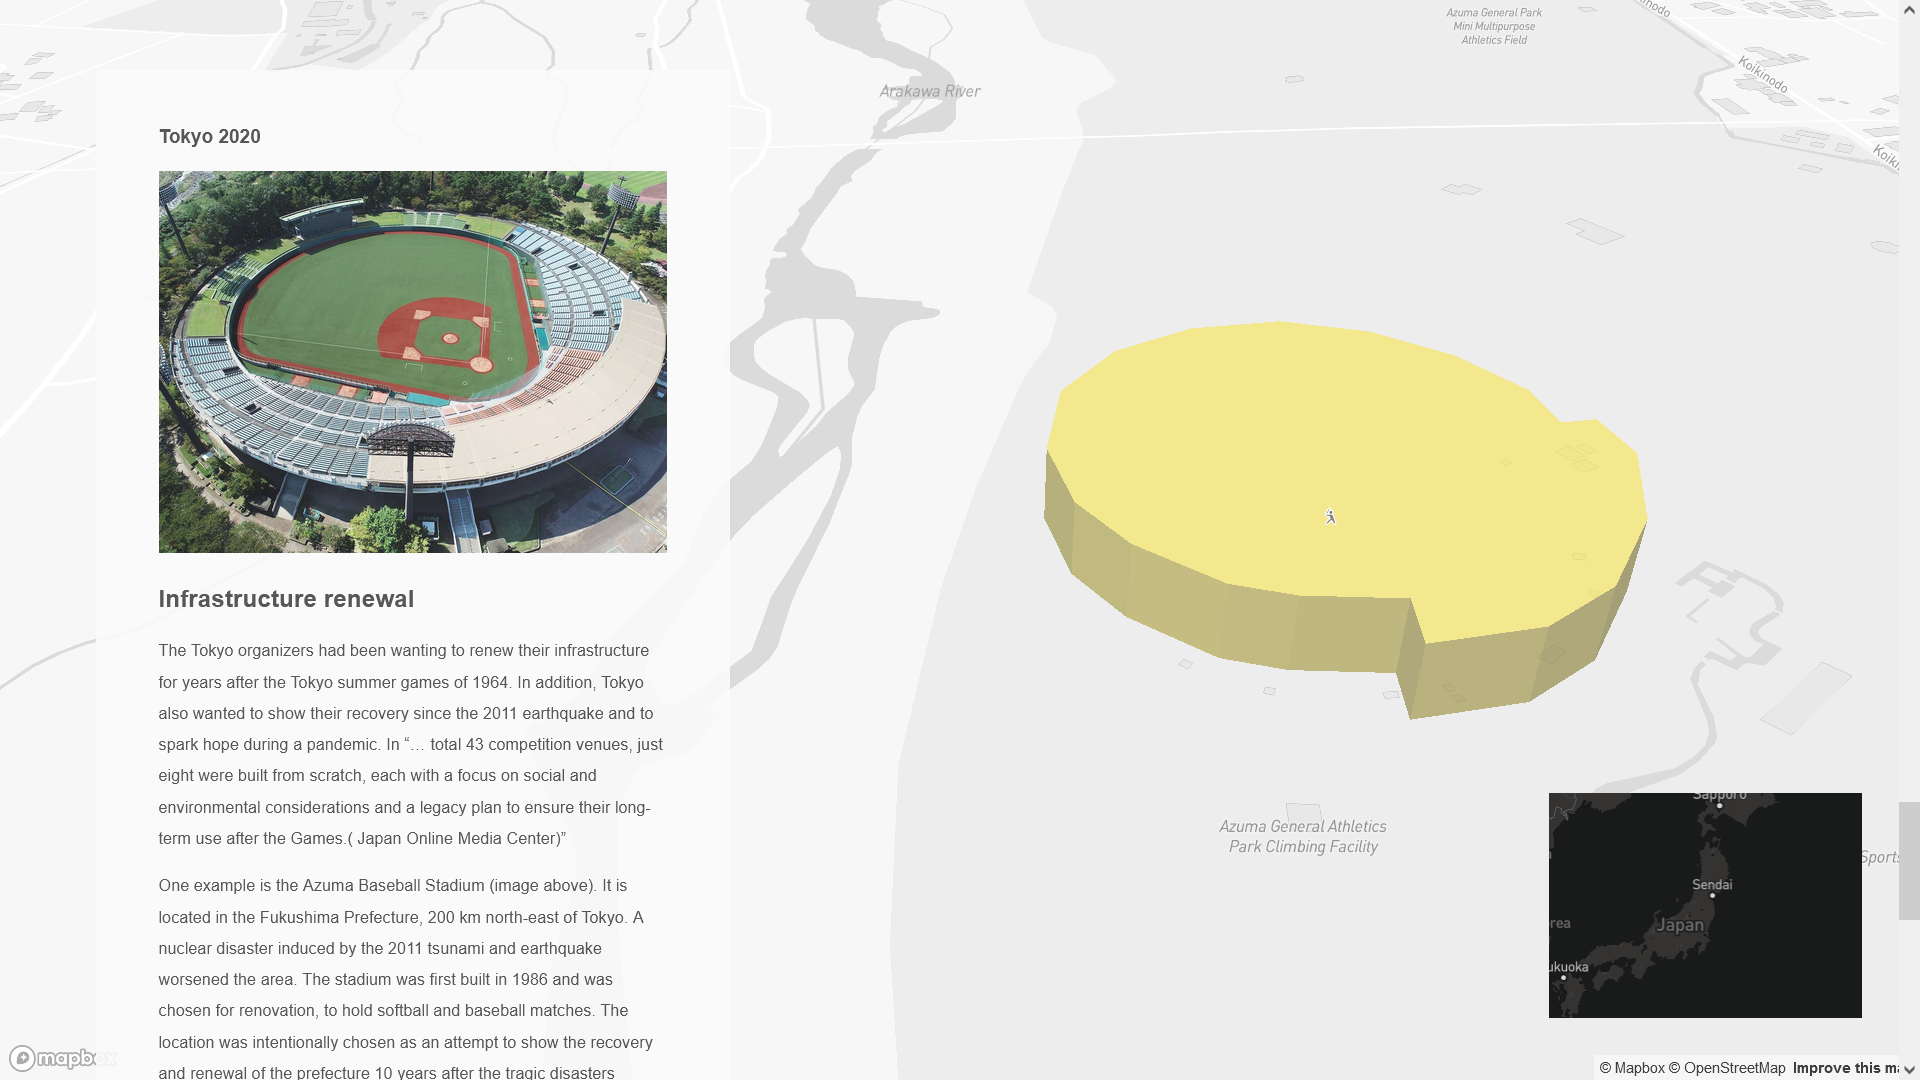 Tokyo 2020
Infrastructure renewal
The Tokyo organizers had been wanting to renew their infrastructure
for years after the Tokyo summer games of 1964. In addition, Tokyo
also wanted to show their recovery since the 2011 earthquake and to
spark hope during a pandemic. In “… total 43 competition venues, just
eight were built from scratch, each with a focus on social and
environmental considerations and a legacy plan to ensure their long-
term use after the Games.( Japan Online Media Center)”
One example is the Azuma Baseball Stadium (image above). It is
located in the Fukushima Prefecture, 200 km north-east of Tokyo. A
nuclear disaster induced by the 2011 tsunami and earthquake
worsened the area. The stadium was first built in 1986 and was
chosen for renovation, to hold softball and baseball matches. The
location was intentionally chosen as an attempt to show the recovery
and renewal of the prefecture 10 years after the tragic disasters
mapbox
Arakawa River
Azuma General Park
Mini Multipurpose
Athletics Field
Koikinodo
Azuma General Athletics
Park Climbing Facility
Sports
Sapporo
Sendai
Japan
© Mapbox © OpenStreetMap Improve this ma